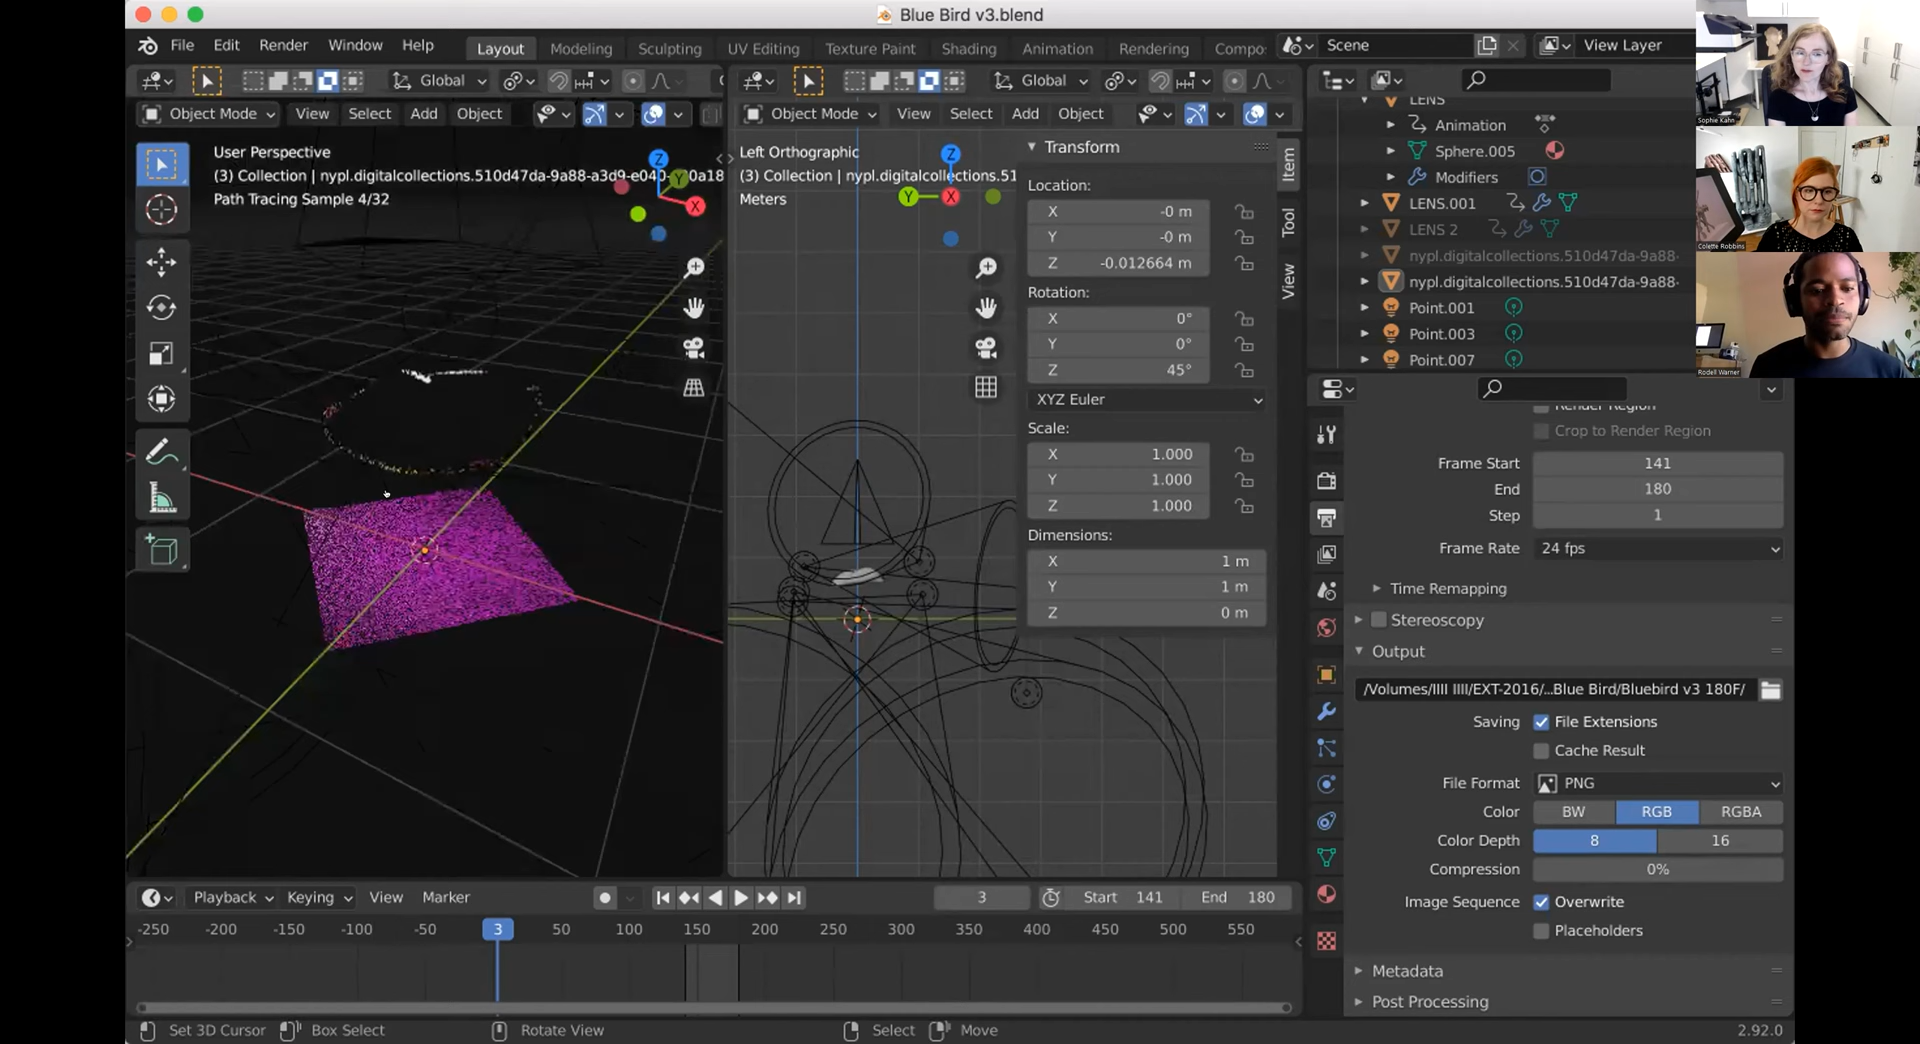 Blue Bird v3.blend
File Edit Render Window Help Layout Modeling Sculpting UV Editing Texture Paint Shading Animation Rendering Compo Scene View Layer
Global Global
Object Mode View Select Add Object Object Mode View Select Add Object
User Perspective
(3) Collection | nypl.digitalcollections.510d47da-9a88-a3d9-e040-
Path Tracing Sample 4/32
Z
Y
X
Left Orthographic
(3) Collection | nypl.digitalcollections.51
Meters
Z
Y X
Transform
Location:
X -0 m
Y -0 m
Z -0.012664 m
Rotation:
X 0°
Y 0°
Z 45°
XYZ Euler
Scale:
X 1.000
Y 1.000
Z 1.000
Dimensions:
X 1 m
Y 1 m
Z 0 m
Item
Tool
View
LENS
Animation
Sphere.005
Modifiers
LENS.001
LENS 2
nypl.digitalcollections.510d47da-9a88-
nypl.digitalcollections.510d47da-9a88-
Point.001
Point.003
Point.007
Sophie Kahn
Colette Robbins
Rodell Warner
Render Region
Crop to Render Region
Frame Start 141
End 180
Step 1
Frame Rate 24 fps
Time Remapping
Stereoscopy
Output
/Volumes/IIII IIII/EXT-2016/...Blue Bird/Bluebird v3 180F/
Saving File Extensions
Cache Result
File Format PNG
Color BW RGB RGBA
Color Depth 8 16
Compression 0%
Image Sequence Overwrite
Placeholders
Metadata
Post Processing
Playback Keying View Marker 3 Start 141 End 180
-250 -200 -150 -100 -50 3 50 100 150 200 250 300 350 400 450 500 550
Set 3D Cursor Box Select Rotate View Select Move 2.92.0